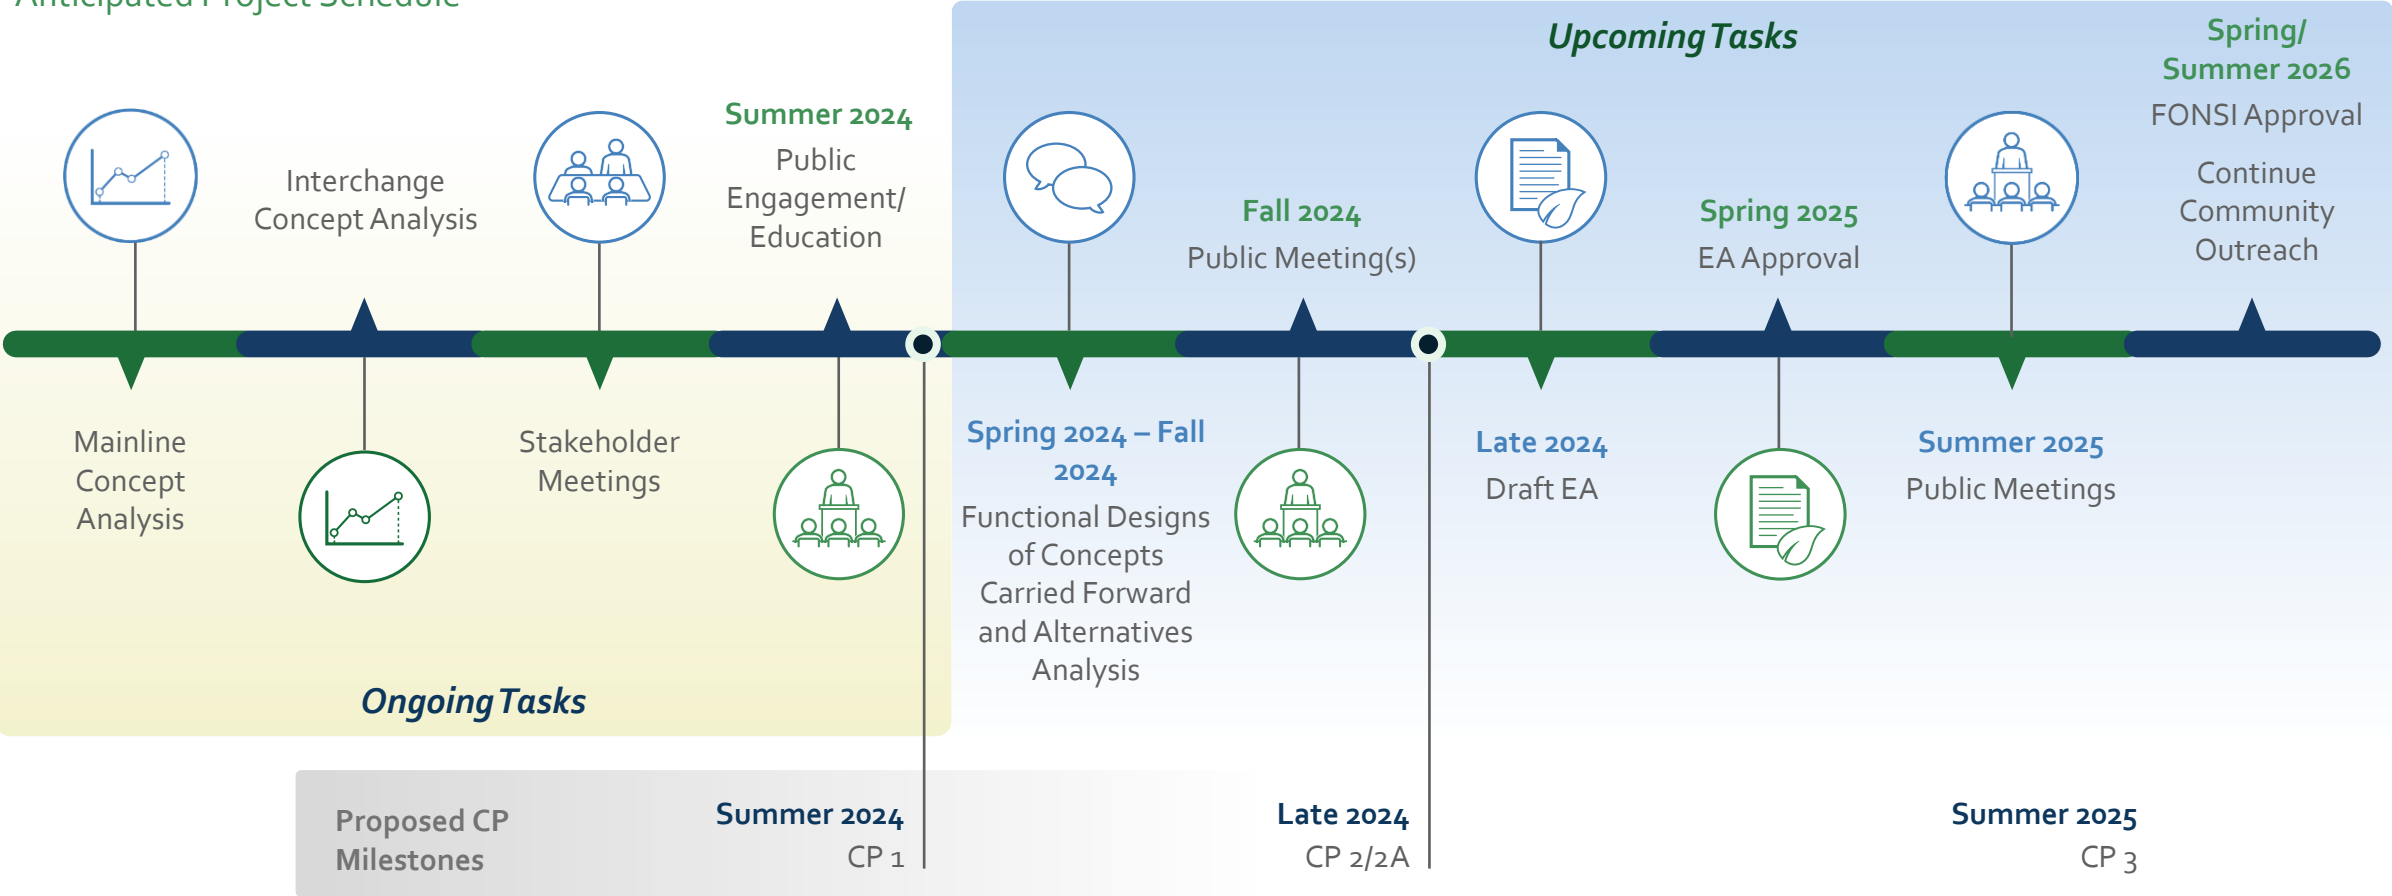 Anticipated Project Schedule
Upcoming Tasks
Mainline
Concept
Analysis
Interchange
Concept Analysis
Stakeholder
Meetings
Summer 2024
Public
Engagement/
Education
Ongoing Tasks
Spring 2024 – Fall
2024
Functional Designs
of Concepts
Carried Forward
and Alternatives
Analysis
Fall 2024
Public Meeting(s)
Late 2024
Draft EA
Spring 2025
EA Approval
Summer 2025
Public Meetings
Spring/
Summer 2026
FONSI Approval
Continue
Community
Outreach
Proposed CP
Milestones
Summer 2024
CP 1
Late 2024
CP 2/2A
Summer 2025
CP 3